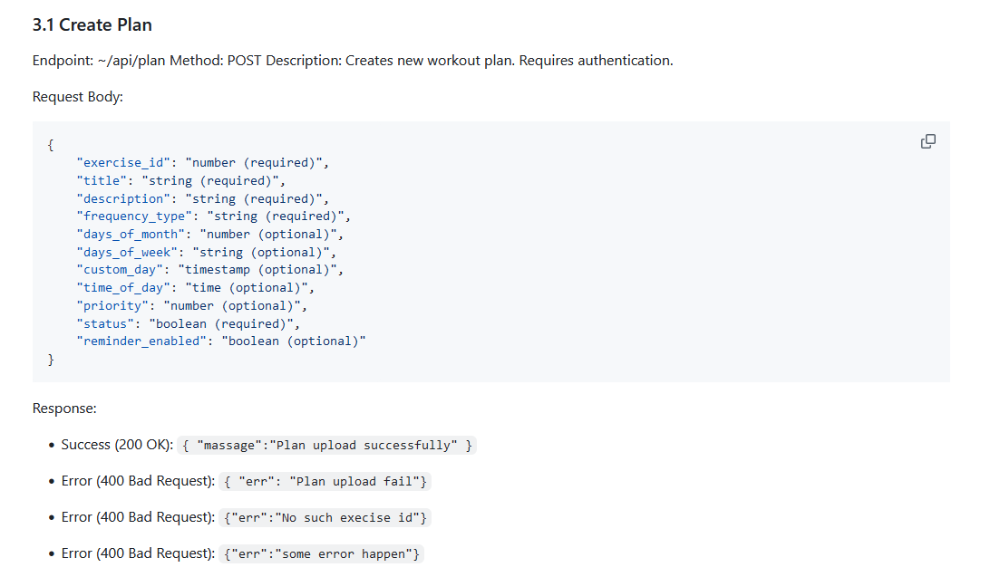 3.1 Create Plan
Endpoint: ~/api/plan Method: POST Description: Creates new workout plan. Requires authentication.
Request Body:
{
    "exercise_id": "number (required)",
    "title": "string (required)",
    "description": "string (required)",
    "frequency_type": "string (required)",
    "days_of_month": "number (optional)",
    "days_of_week": "string (optional)",
    "custom_day": "timestamp (optional)",
    "time_of_day": "time (optional)",
    "priority": "number (optional)",
    "status": "boolean (required)",
    "reminder_enabled": "boolean (optional)"
}
Response:
• Success (200 OK): { "massage":"Plan upload successfully" }
• Error (400 Bad Request): { "err": "Plan upload fail"}
• Error (400 Bad Request): {"err":"No such execise id"}
• Error (400 Bad Request): {"err":"some error happen"}